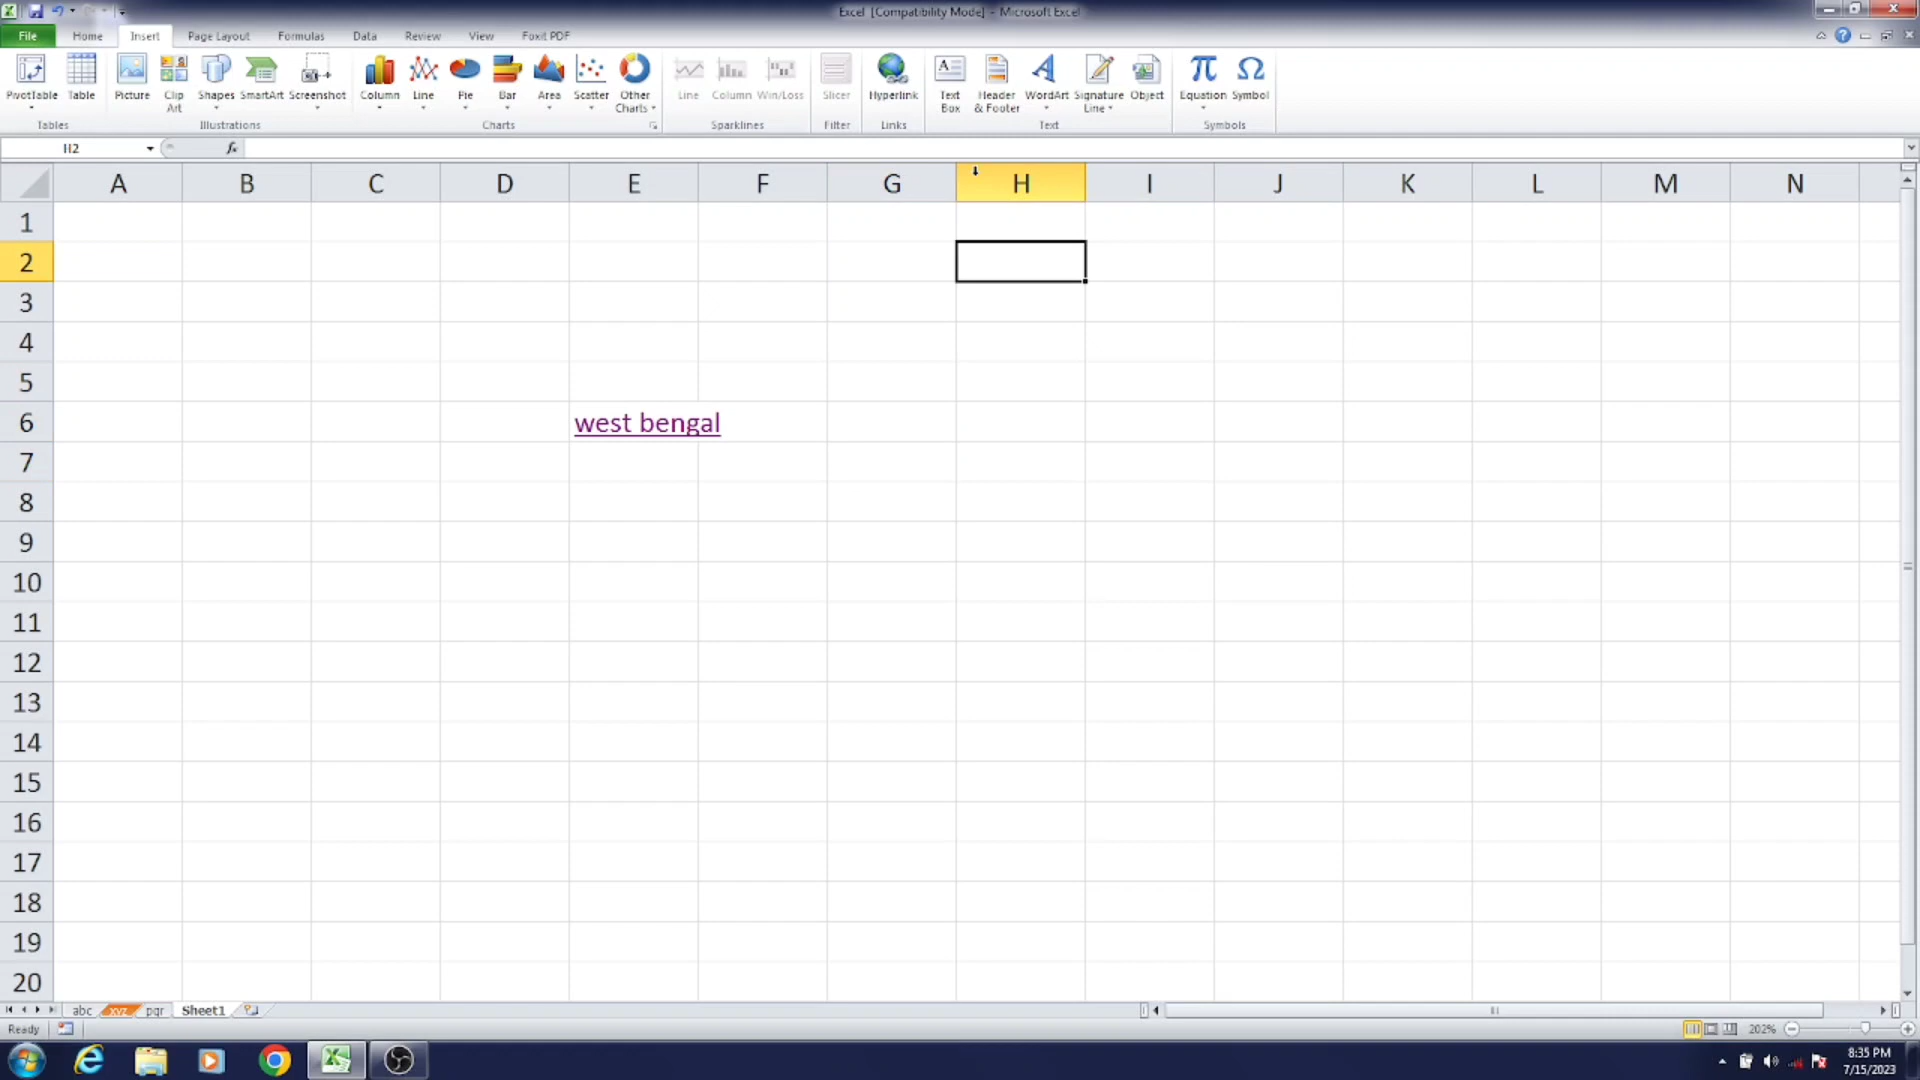 Excel [Compatibility Mode] - Microsoft Excel
File Home Insert Page Layout Formulas Data Review View Foxit PDF
PivotTable Table Picture Clip Art Shapes SmartArt Screenshot Column Line Pie Bar Area Scatter Other Charts Line Column Win/Loss Slicer Hyperlink Text Box Header & Footer WordArt Signature Line Object Equation Symbol
Tables Illustrations Charts Sparklines Filter Links Text Symbols
H2 fx
A B C D E F G H I J K L M N
1
2
3
4
5
6 west bengal
7
8
9
10
11
12
13
14
15
16
17
18
19
20
abc xyz pqr Sheet1
Ready 202%
8:35 PM
7/15/2023